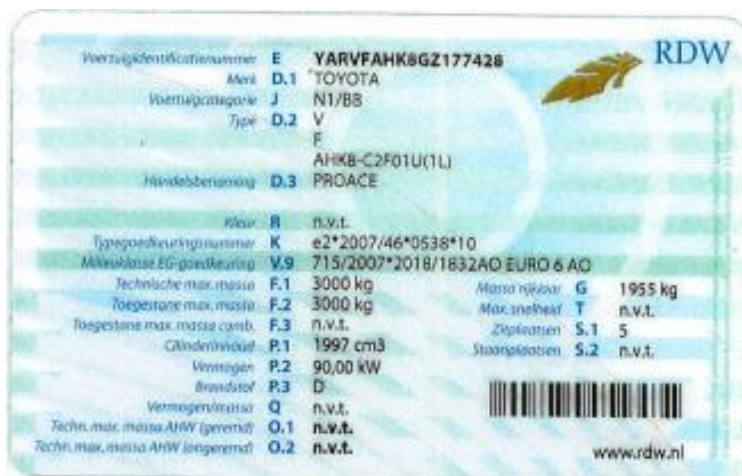 RDW
Voertuigidentificatienummer E YARVFAHK8GZ177428
Merk D.1 TOYOTA
Voertuigcategorie J N1/BB
Type D.2 V
F
AHKB-C2F01U(1L)
Handelsbenaming D.3 PROACE
Kleur R n.v.t.
Typegoedkeuringsnummer K e2*2007/46*0538*10
Milieuklasse EG-goedkeuring V.9 715/2007*2018/1832AO EURO 6 AO
Technische max. massa F.1 3000 kg Massa rijklaar G 1955 kg
Toegestane max. massa F.2 3000 kg Max. snelheid T n.v.t.
Toegestane max. massa comb. F.3 n.v.t. Zitplaatsen S.1 5
Cilinderinhoud P.1 1997 cm3 Staanplaatsen S.2 n.v.t.
Vermogen P.2 90,00 kW
Brandstof P.3 D
Vermogen/massa Q n.v.t.
Techn. max. massa AHW (geremd) O.1 n.v.t.
Techn. max. massa AHW (ongeremd) O.2 n.v.t.
www.rdw.nl